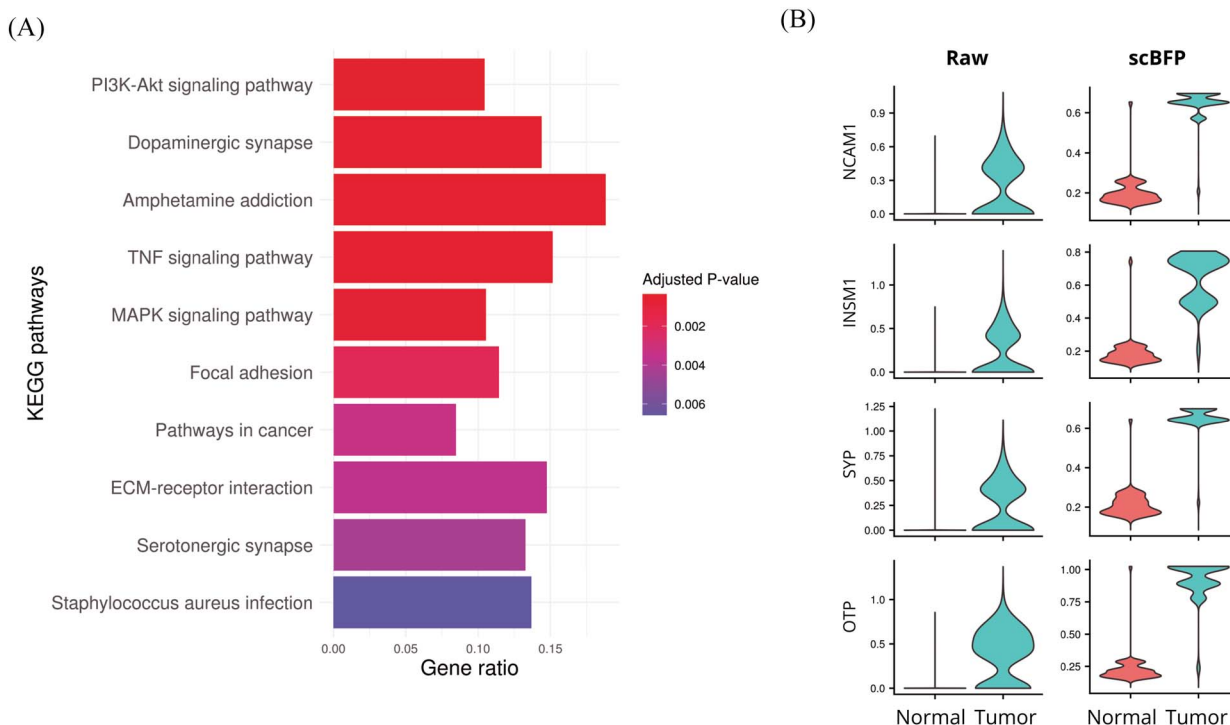 (A)
KEGG pathways
PI3K-Akt signaling pathway
Dopaminergic synapse
Amphetamine addiction
TNF signaling pathway
MAPK signaling pathway
Focal adhesion
Pathways in cancer
ECM-receptor interaction
Serotonergic synapse
Staphylococcus aureus infection
0.00 0.05 0.10 0.15
Gene ratio
Adjusted P-value
0.002
0.004
0.006
(B)
Raw scBFP
NCAM1
0.9
0.6
0.3
0.0
0.6
0.4
0.2
INSM1
1.0
0.5
0.0
0.8
0.6
0.4
0.2
SYP
1.25
1.00
0.75
0.50
0.25
0.00
0.6
0.4
0.2
OTP
1.0
0.5
0.0
1.00
0.75
0.50
0.25
Normal Tumor Normal Tumor